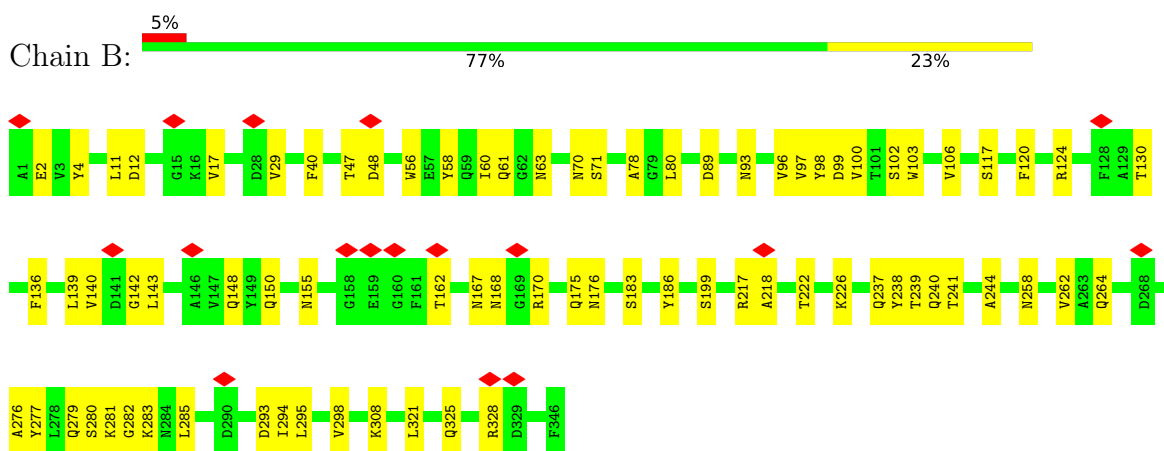 5%
Chain B:
77% 23%
A1 E2 V3 Y4 L11 D12 G15 K16 V17 D28 V29 F40 T47 D48 W56 E57 Y58 Q59 I60 Q61 G62 N63 N70 S71 A78 G79 L80 D89 N93 V96 V97 Y98 D99 V100 T101 S102 W103 V106 S117 F120 R124 F128 A129 T130
F136 L139 V140 D141 G142 L143 A146 V147 Q148 Y149 Q150 N155 G158 E159 G160 F161 T162 N167 N168 G169 R170 Q175 N176 S183 Y186 S199 R217 A218 T222 K226 Q237 Y238 T239 Q240 T241 A244 N258 V262 A263 Q264 D268
A276 Y277 L278 Q279 S280 K281 G282 K283 N284 L285 D290 D293 I294 L295 V298 K308 L321 Q325 R328 D329 F346